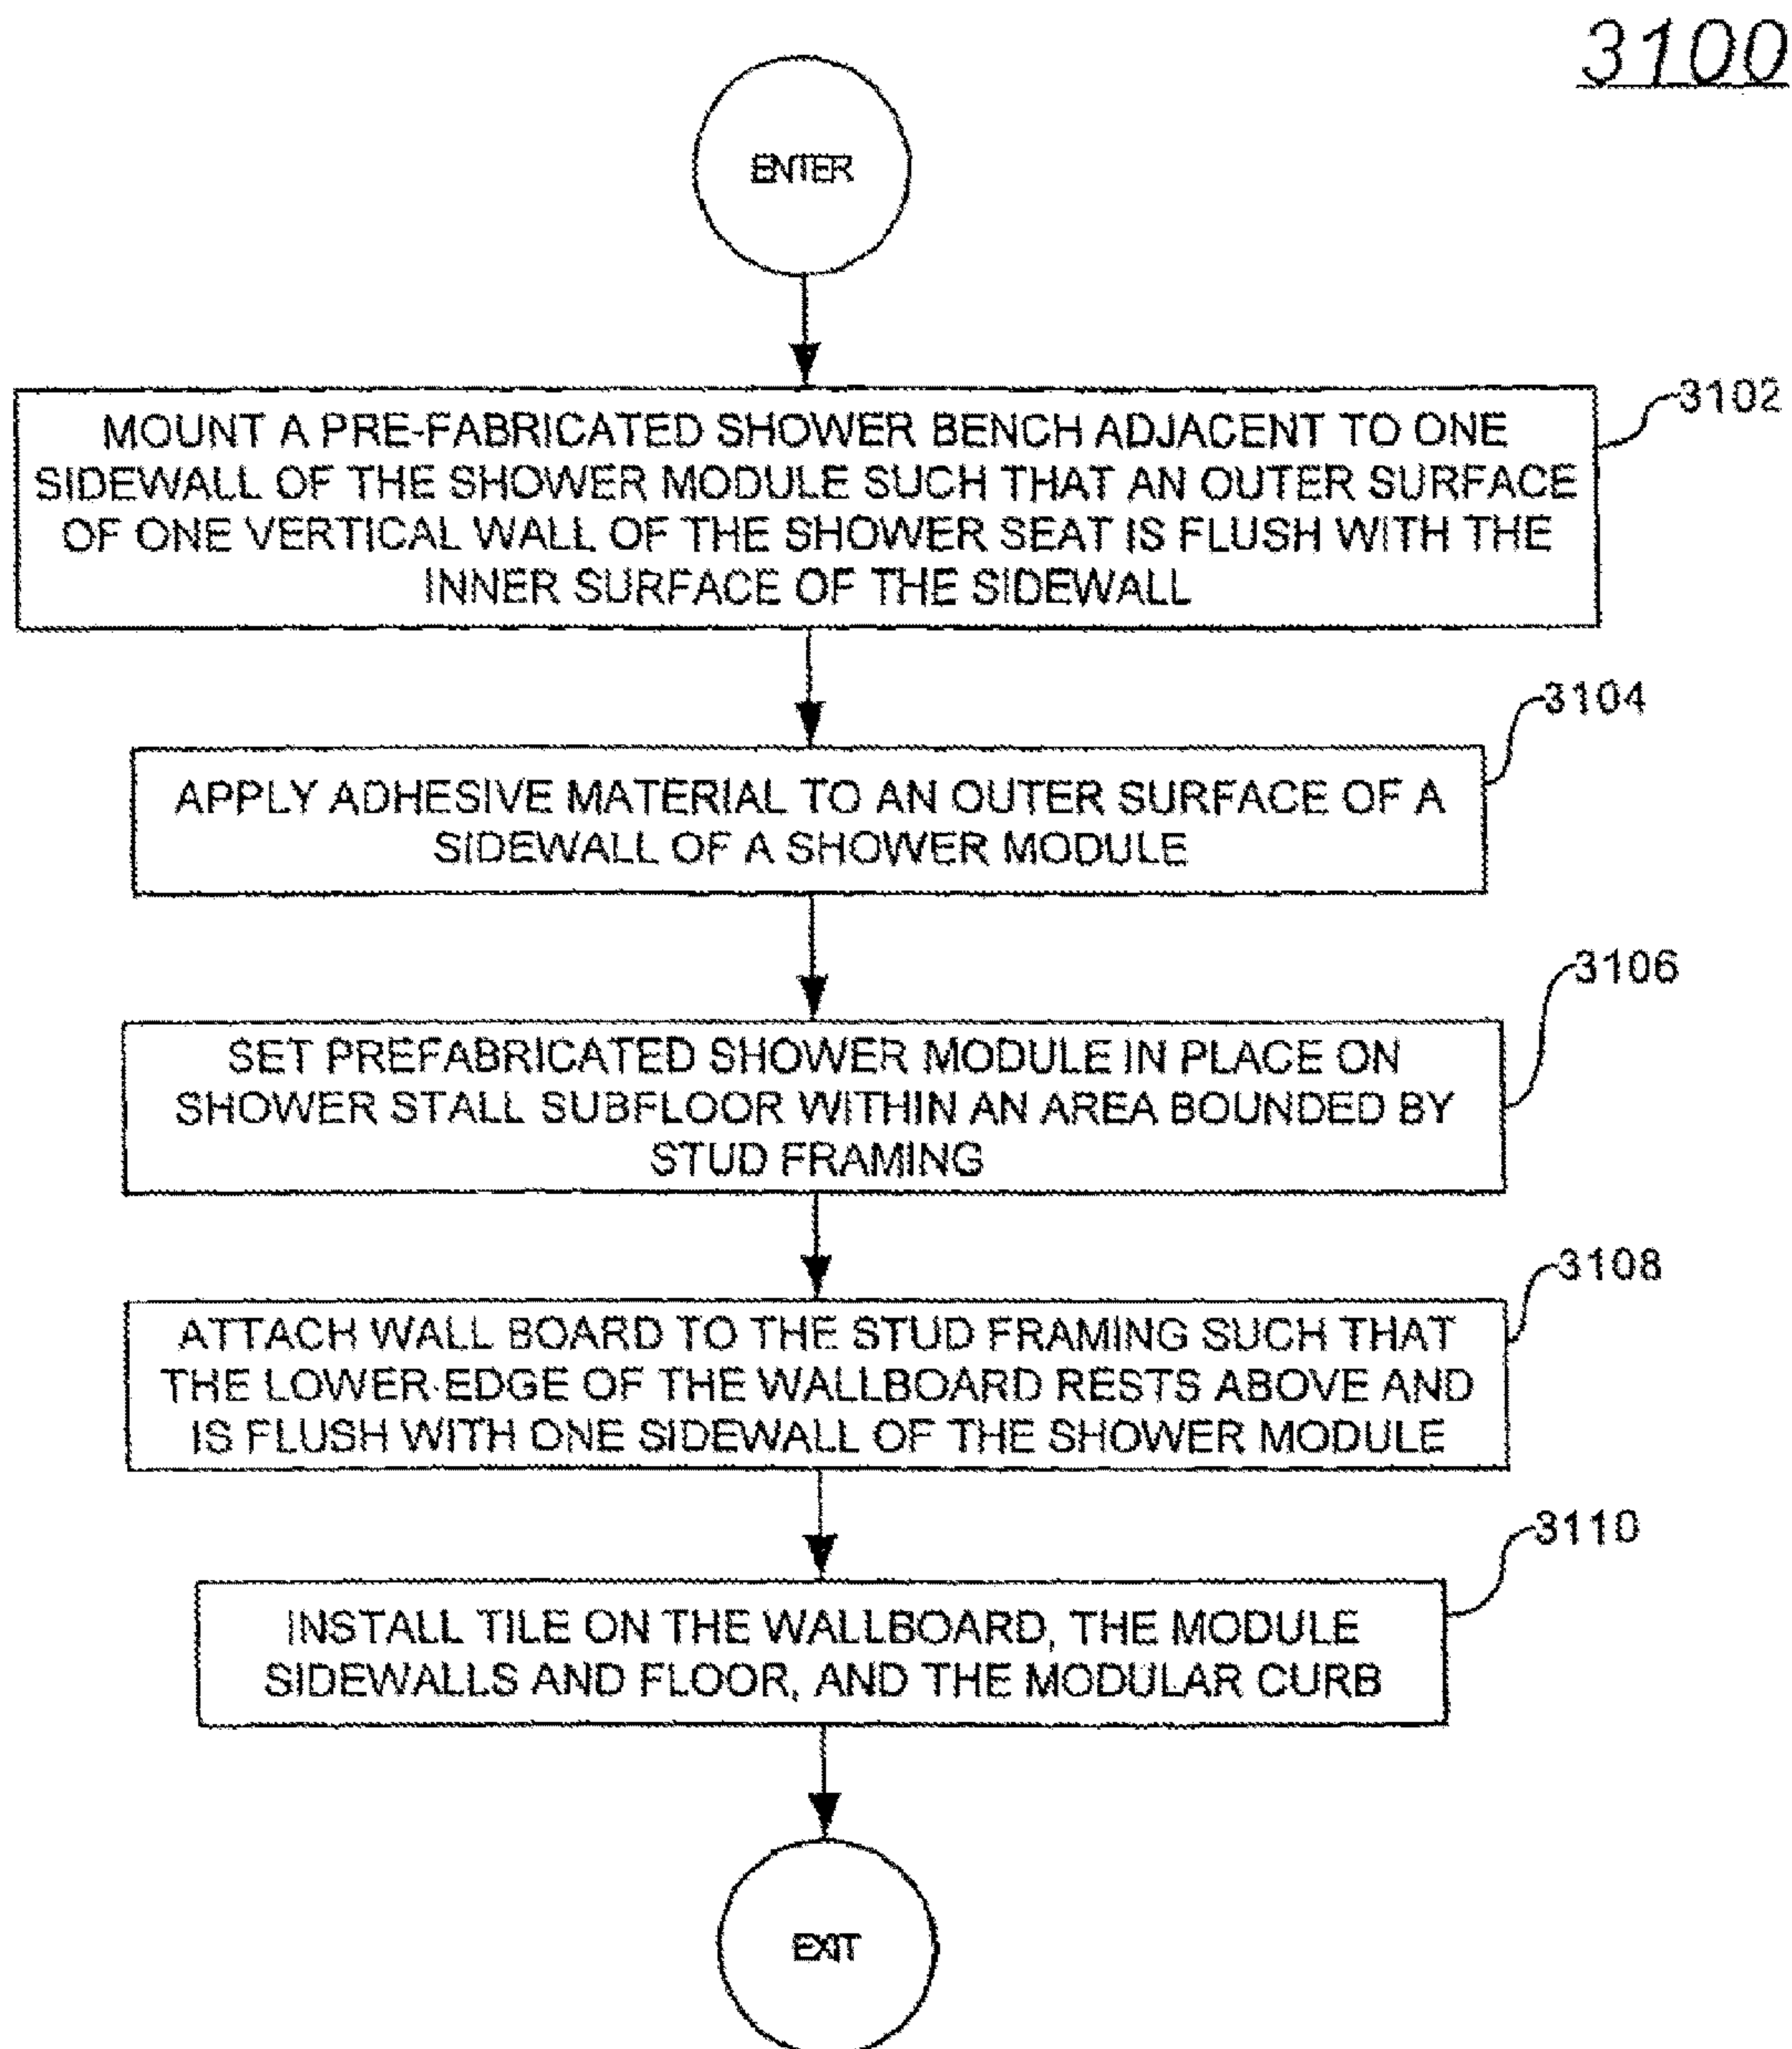 3100
ENTER
3102
MOUNT A PRE-FABRICATED SHOWER BENCH ADJACENT TO ONE
SIDEWALL OF THE SHOWER MODULE SUCH THAT AN OUTER SURFACE
OF ONE VERTICAL WALL OF THE SHOWER SEAT IS FLUSH WITH THE
INNER SURFACE OF THE SIDEWALL
3104
APPLY ADHESIVE MATERIAL TO AN OUTER SURFACE OF A
SIDEWALL OF A SHOWER MODULE
3106
SET PREFABRICATED SHOWER MODULE IN PLACE ON
SHOWER STALL SUBFLOOR WITHIN AN AREA BOUNDED BY
STUD FRAMING
3108
ATTACH WALL BOARD TO THE STUD FRAMING SUCH THAT
THE LOWER EDGE OF THE WALLBOARD RESTS ABOVE AND
IS FLUSH WITH ONE SIDEWALL OF THE SHOWER MODULE
3110
INSTALL TILE ON THE WALLBOARD, THE MODULE
SIDEWALLS AND FLOOR, AND THE MODULAR CURB
EXIT